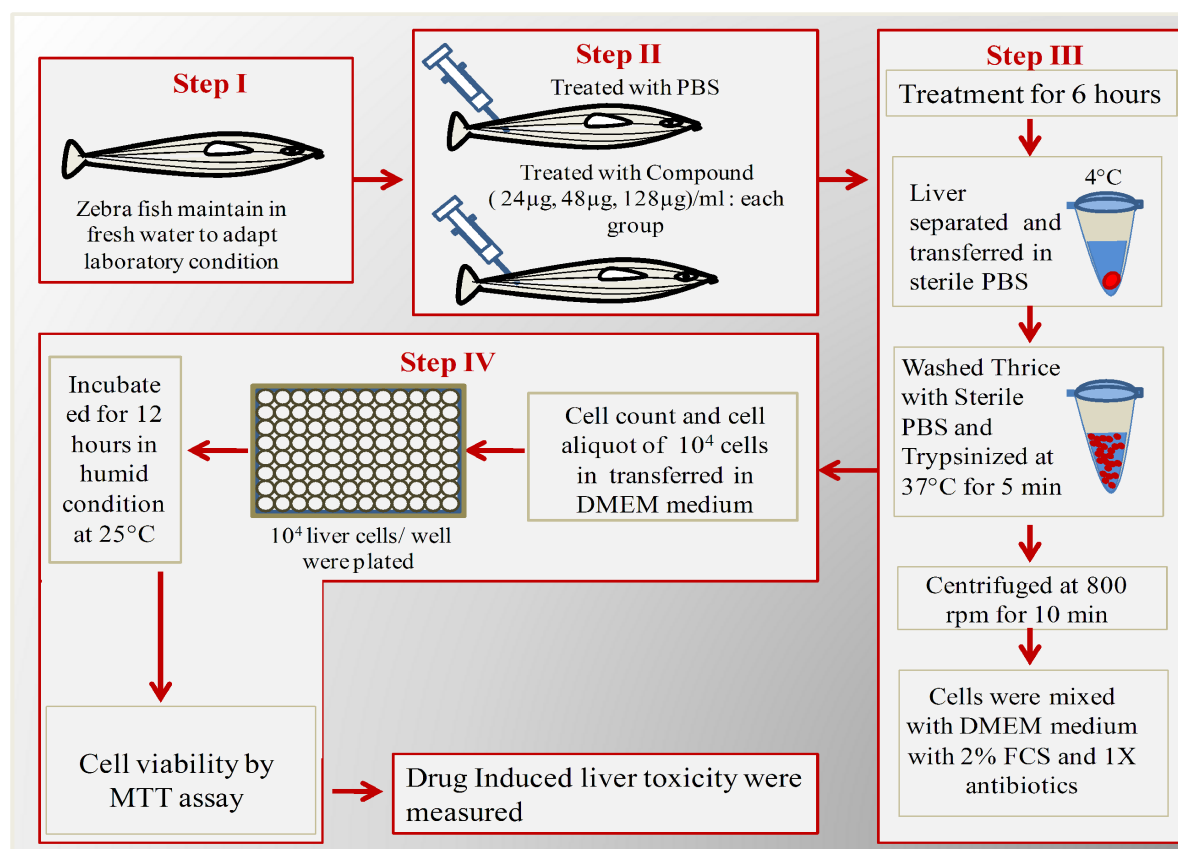 Step I
Zebra fish maintain in
fresh water to adapt
laboratory condition
Step II
Treated with PBS
Treated with Compound
( 24µg, 48µg, 128µg)/ml : each
group
Step III
Treatment for 6 hours
4°C
Liver
separated and
transferred in
sterile PBS
Washed Thrice
with Sterile
PBS and
Trypsinized at
37°C for 5 min
Centrifuged at 800
rpm for 10 min
Cells were mixed
with DMEM medium
with 2% FCS and 1X
antibiotics
Step IV
Cell count and cell
aliquot of 10⁴ cells
in transferred in
DMEM medium
10⁴ liver cells/ well
were plated
Incubate
ed for 12
hours in
humid
condition
at 25°C
Cell viability by
MTT assay
Drug Induced liver toxicity were
measured